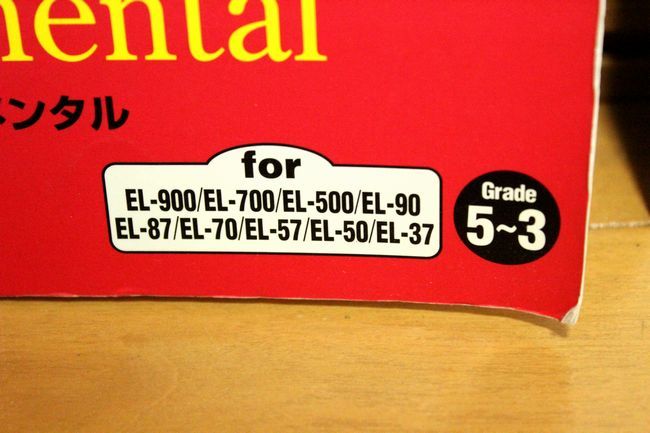 mental
メンタル
for
EL-900/EL-700/EL-500/EL-90
EL-87/EL-70/EL-57/EL-50/EL-37
Grade
5~3